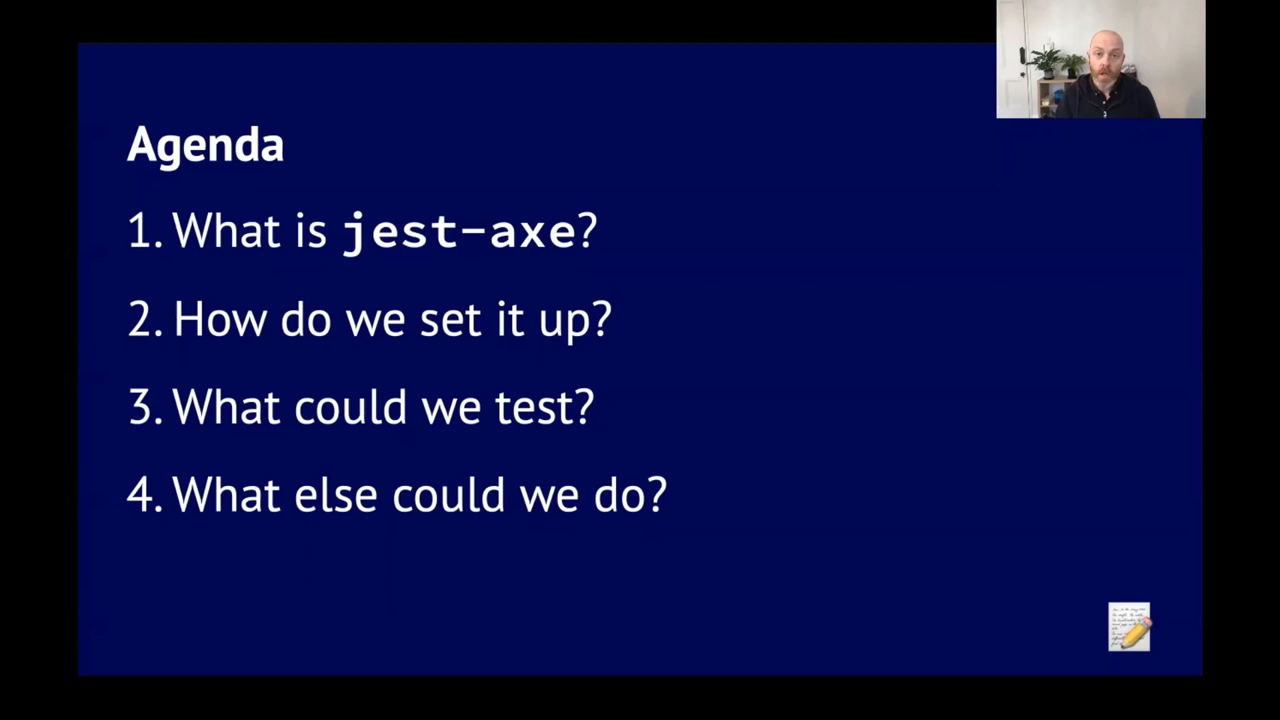 Agenda
1. What is jest-axe?
2. How do we set it up?
3. What could we test?
4. What else could we do?